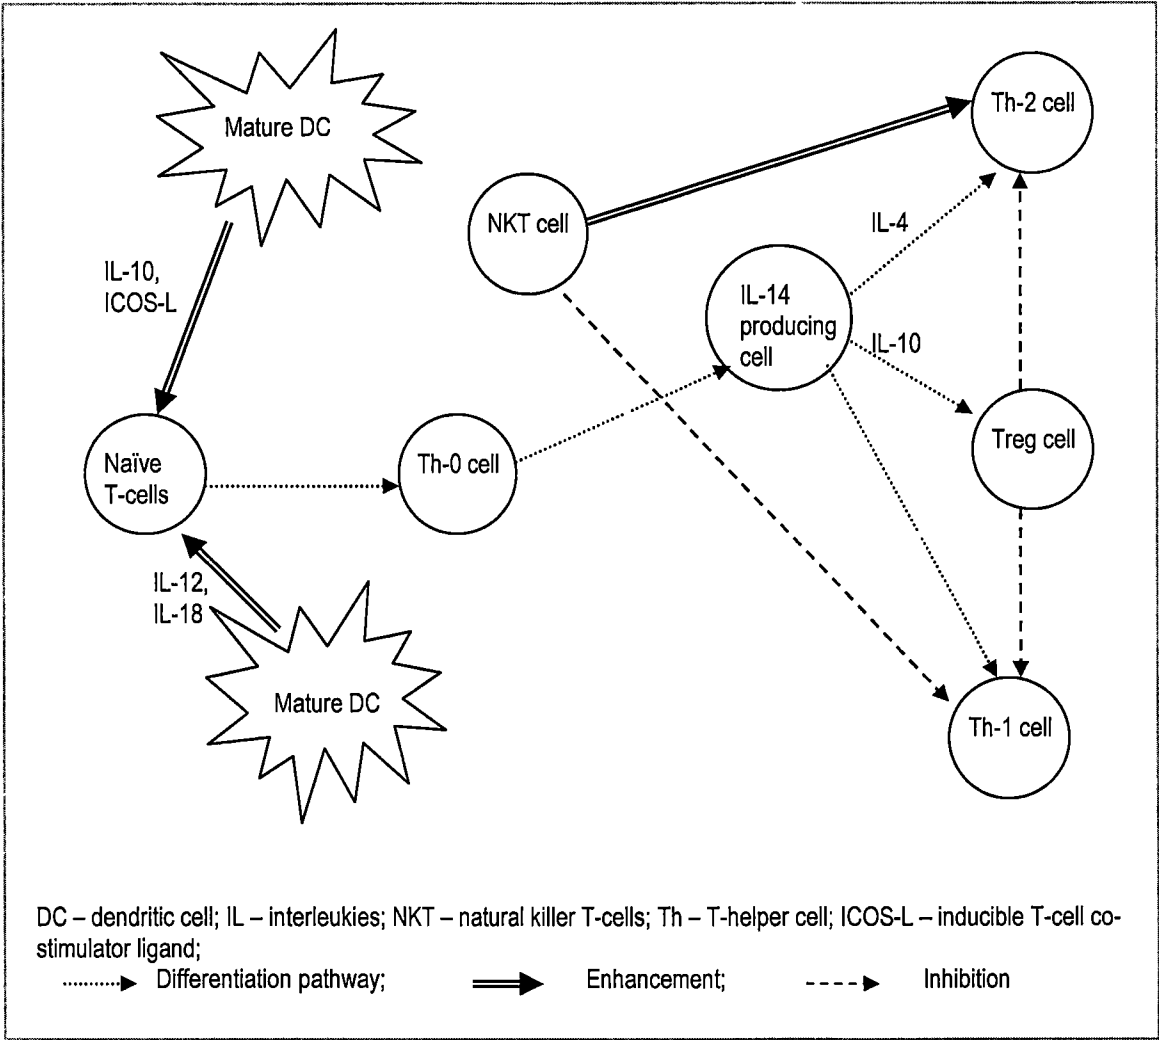 Mature DC
Th-2 cell
NKT cell
IL-4
IL-10,
ICOS-L
IL-14
producing
cell
IL-10
Naïve
T-cells
Th-0 cell
Treg cell
IL-12,
IL-18
Mature DC
Th-1 cell
DC – dendritic cell; IL – interleukies; NKT – natural killer T-cells; Th – T-helper cell; ICOS-L – inducible T-cell co-
stimulator ligand;
Differentiation pathway; Enhancement; Inhibition